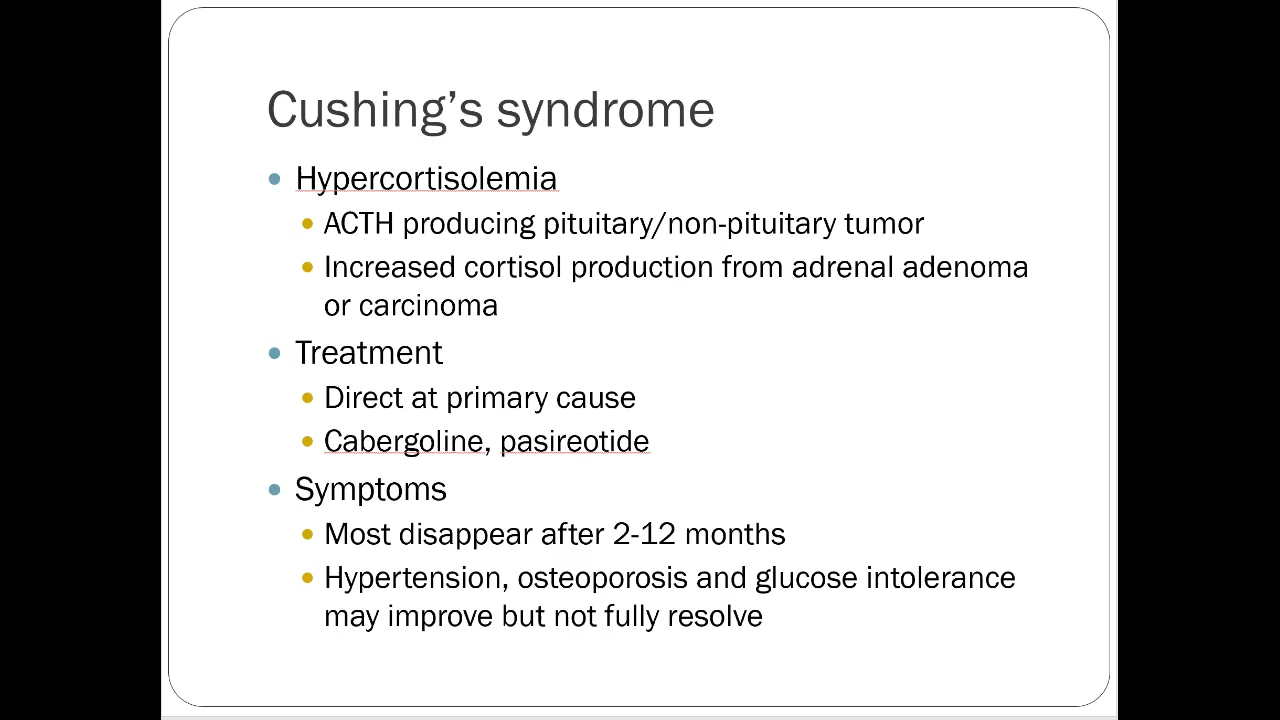 Cushing’s syndrome
Hypercortisolemia
ACTH producing pituitary/non-pituitary tumor
Increased cortisol production from adrenal adenoma
or carcinoma
Treatment
Direct at primary cause
Cabergoline, pasireotide
Symptoms
Most disappear after 2-12 months
Hypertension, osteoporosis and glucose intolerance
may improve but not fully resolve